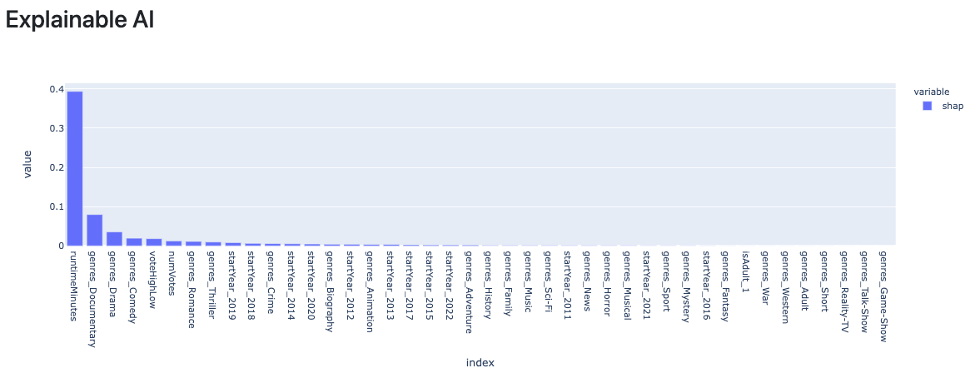 Explainable AI
0.4
0.3
0.2
0.1
0
value
variable
shap
runtimeMinutes
genres_Documentary
genres_Drama
genres_Comedy
voteHighLow
numVotes
genres_Romance
genres_Thriller
startYear_2019
startYear_2018
genres_Crime
startYear_2014
startYear_2020
genres_Biography
startYear_2012
genres_Animation
startYear_2013
startYear_2017
startYear_2015
startYear_2022
genres_Adventure
genres_History
genres_Family
genres_Music
genres_Sci-Fi
startYear_2011
genres_News
genres_Horror
genres_Musical
startYear_2021
genres_Sport
genres_Mystery
startYear_2016
genres_Fantasy
isAdult_1
genres_War
genres_Western
genres_Adult
genres_Short
genres_Reality-TV
genres_Talk-Show
genres_Game-Show
index